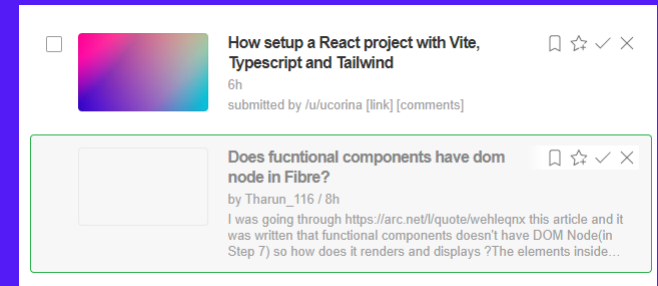 How setup a React project with Vite,
Typescript and Tailwind
6h
submitted by /u/ucorina [link] [comments]
Does fucntional components have dom
node in Fibre?
by Tharun_116 / 8h
I was going through https://arc.net/l/quote/wehleqnx this article and it
was written that functional components doesn't have DOM Node(in
Step 7) so how does it renders and displays ?The elements inside...